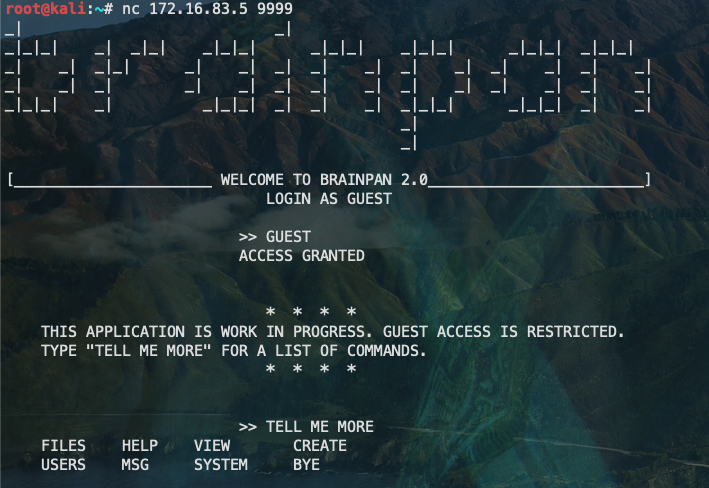 root@kali:~# nc 172.16.83.5 9999
brainpan
[________________________ WELCOME TO BRAINPAN 2.0________________________]
LOGIN AS GUEST
>> GUEST
ACCESS GRANTED
* * * *
THIS APPLICATION IS WORK IN PROGRESS. GUEST ACCESS IS RESTRICTED.
TYPE "TELL ME MORE" FOR A LIST OF COMMANDS.
* * * *
>> TELL ME MORE
FILES HELP VIEW CREATE
USERS MSG SYSTEM BYE